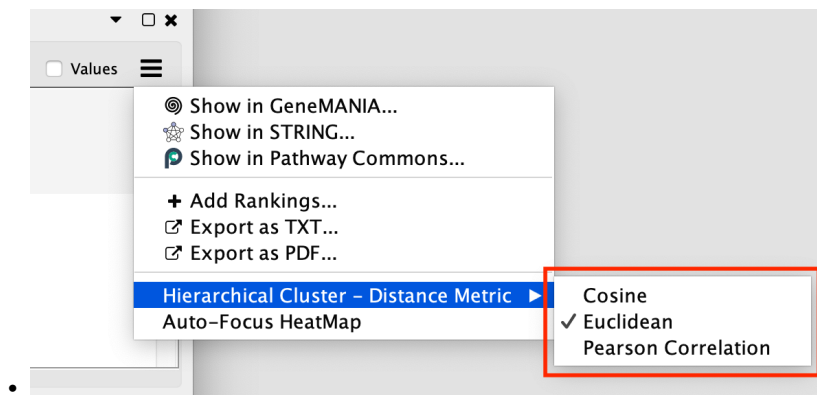 Values
Show in GeneMANIA...
Show in STRING...
Show in Pathway Commons...
Add Rankings...
Export as TXT...
Export as PDF...
Hierarchical Cluster – Distance Metric
Auto-Focus HeatMap
Cosine
Euclidean
Pearson Correlation